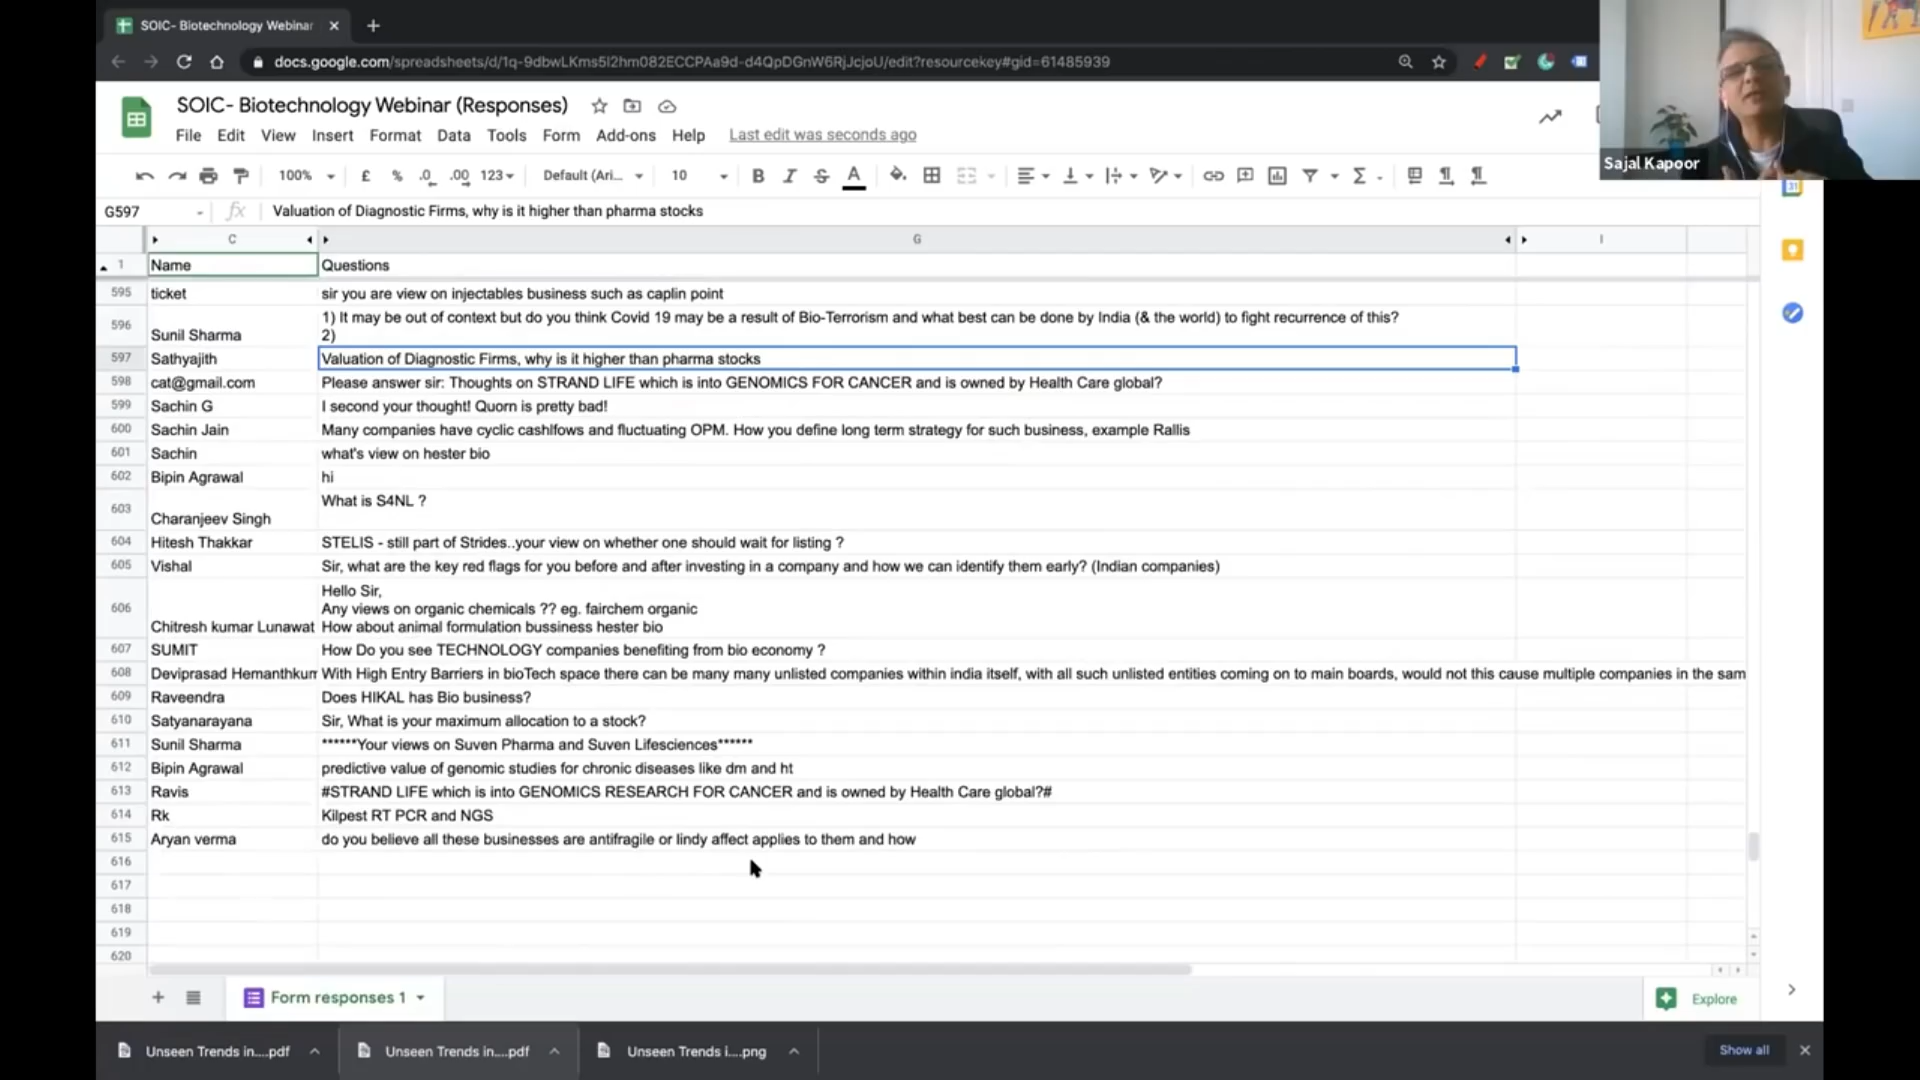 SOIC- Biotechnology Webinar
docs.google.com/spreadsheets/d/1q-9dbwLKms5I2hm082ECCPAa9d-d4QpDGnW6RjJcjoU/edit?resourcekey#gid=61485939
SOIC- Biotechnology Webinar (Responses)
File Edit View Insert Format Data Tools Form Add-ons Help Last edit was seconds ago
Sajal Kapoor
100% £ % .0 .00 123 Default (Ari... 10 B I S A
31
G597 fx Valuation of Diagnostic Firms, why is it higher than pharma stocks
C G I
1 Name Questions
595 ticket sir you are view on injectables business such as caplin point
1) It may be out of context but do you think Covid 19 may be a result of Bio-Terrorism and what best can be done by India (& the world) to fight recurrence of this?
596 Sunil Sharma 2)
597 Sathyajith Valuation of Diagnostic Firms, why is it higher than pharma stocks
598 cat@gmail.com Please answer sir: Thoughts on STRAND LIFE which is into GENOMICS FOR CANCER and is owned by Health Care global?
599 Sachin G I second your thought! Quorn is pretty bad!
600 Sachin Jain Many companies have cyclic cashlfows and fluctuating OPM. How you define long term strategy for such business, example Rallis
601 Sachin what's view on hester bio
602 Bipin Agrawal hi
What is S4NL ?
603 Charanjeev Singh
604 Hitesh Thakkar STELIS - still part of Strides..your view on whether one should wait for listing ?
605 Vishal Sir, what are the key red flags for you before and after investing in a company and how we can identify them early? (Indian companies)
Hello Sir,
606 Any views on organic chemicals ?? eg. fairchem organic
Chitresh kumar Lunawat How about animal formulation bussiness hester bio
607 SUMIT How Do you see TECHNOLOGY companies benefiting from bio economy ?
608 Deviprasad Hemanthkum With High Entry Barriers in bioTech space there can be many many unlisted companies within india itself, with all such unlisted entities coming on to main boards, would not this cause multiple companies in the sam
609 Raveendra Does HIKAL has Bio business?
610 Satyanarayana Sir, What is your maximum allocation to a stock?
611 Sunil Sharma ******Your views on Suven Pharma and Suven Lifesciences******
612 Bipin Agrawal predictive value of genomic studies for chronic diseases like dm and ht
613 Ravis #STRAND LIFE which is into GENOMICS RESEARCH FOR CANCER and is owned by Health Care global?#
614 Rk Kilpest RT PCR and NGS
615 Aryan verma do you believe all these businesses are antifragile or lindy affect applies to them and how
616
617
618
619
620
Form responses 1 Explore
Unseen Trends in....pdf Unseen Trends in....pdf Unseen Trends i....png Show all